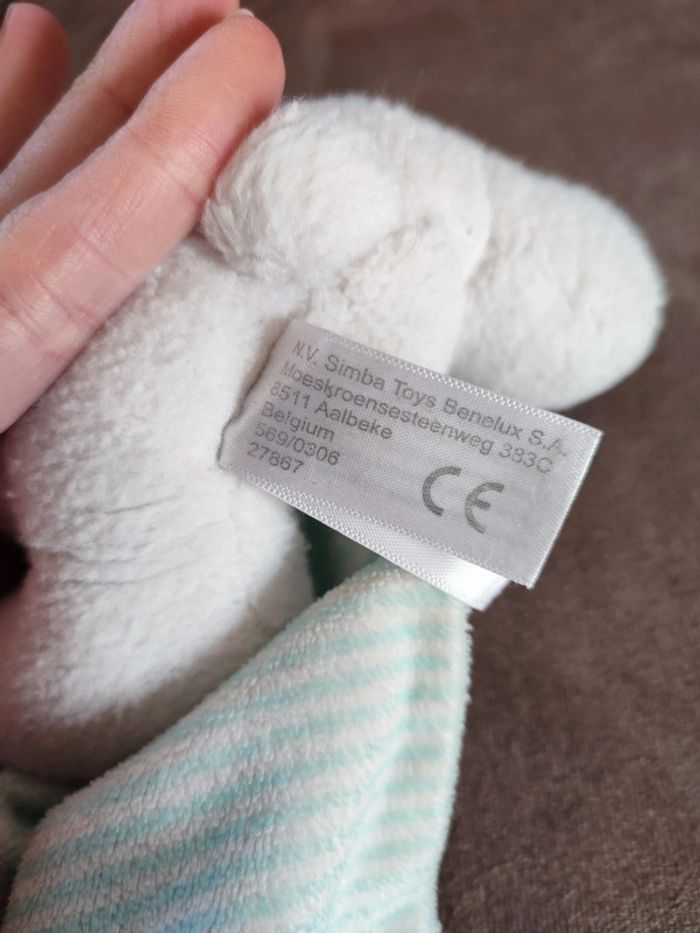 N.V. Simba Toys Benelux S.A.
Moeskroensesteenweg 383C
8511 Aalbeke
Belgium
569/0306
27867
CE